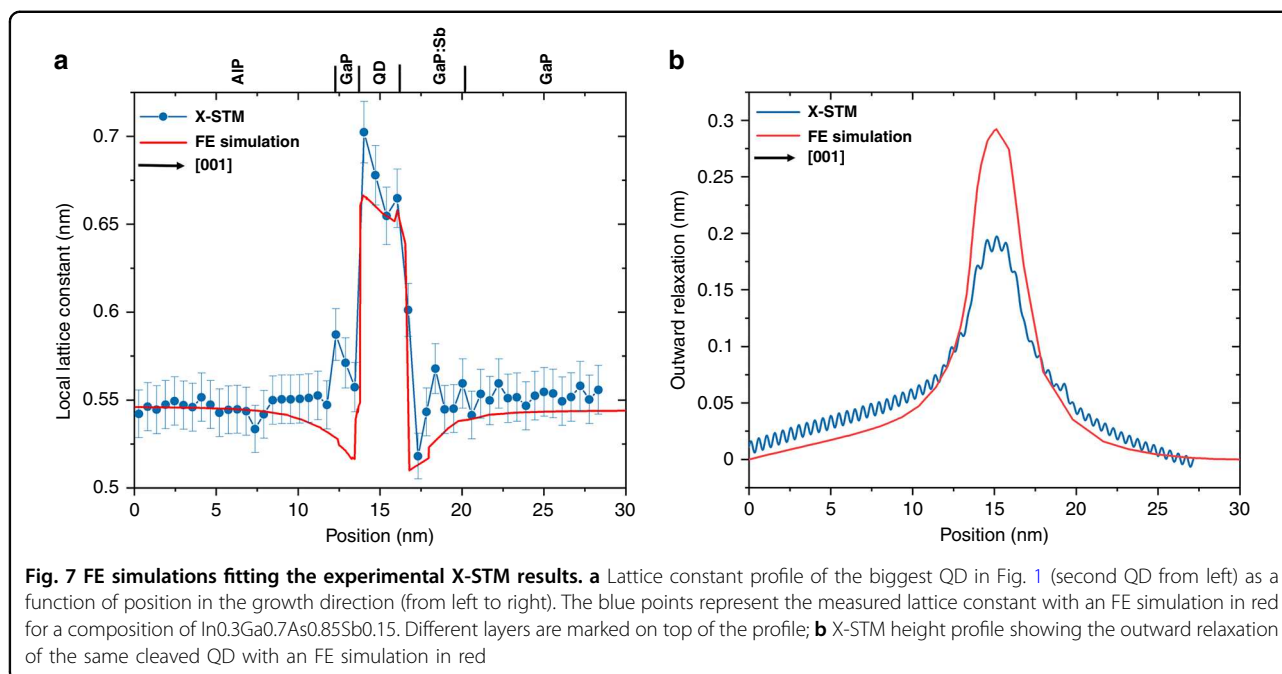 a
AlP
GaP
QD
GaP:Sb
GaP
X-STM
FE simulation
[001]
Local lattice constant (nm)
0.7
0.65
0.6
0.55
0.5
0
5
10
15
20
25
30
Position (nm)
b
X-STM
FE simulation
[001]
Outward relaxation (nm)
0.3
0.25
0.2
0.15
0.1
0.05
0
0
5
10
15
20
25
30
Position (nm)
Fig. 7 FE simulations fitting the experimental X-STM results. a Lattice constant profile of the biggest QD in Fig. 1 (second QD from left) as a
function of position in the growth direction (from left to right). The blue points represent the measured lattice constant with an FE simulation in red
for a composition of In0.3Ga0.7As0.85Sb0.15. Different layers are marked on top of the profile; b X-STM height profile showing the outward relaxation
of the same cleaved QD with an FE simulation in red